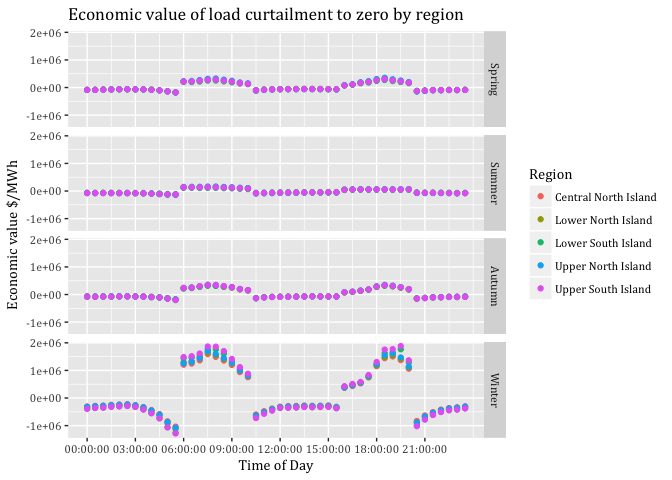 Economic value of load curtailment to zero by region
Economic value $/MWh
2e+06
1e+06
0e+00
-1e+06
Spring
2e+06
1e+06
0e+00
-1e+06
Summer
2e+06
1e+06
0e+00
-1e+06
Autumn
2e+06
1e+06
0e+00
-1e+06
Winter
00:00:00 03:00:00 06:00:00 09:00:00 12:00:00 15:00:00 18:00:00 21:00:00
Time of Day
Region
Central North Island
Lower North Island
Lower South Island
Upper North Island
Upper South Island